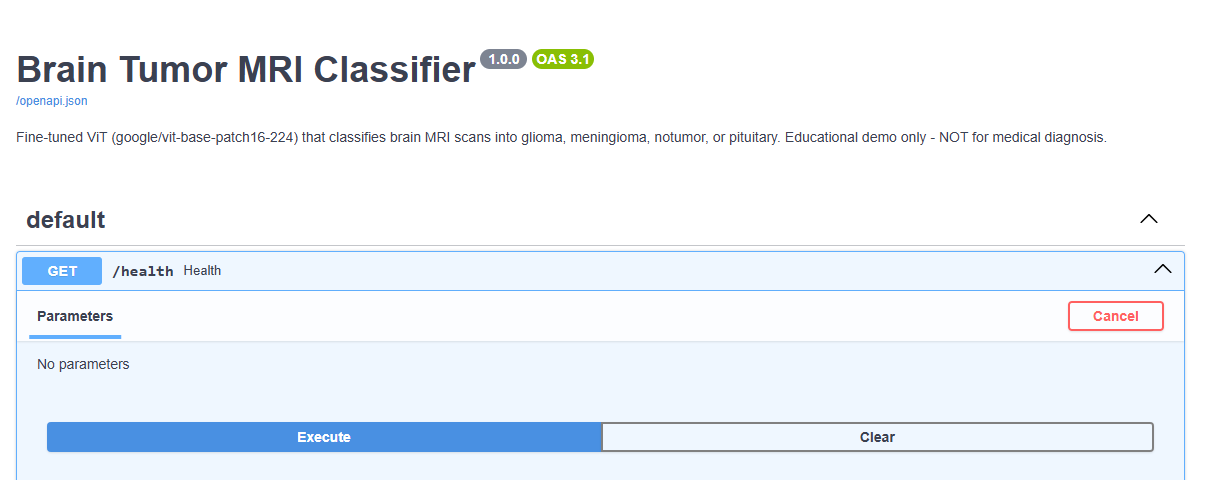 Brain Tumor MRI Classifier 1.0.0 OAS 3.1
/openapi.json
Fine-tuned ViT (google/vit-base-patch16-224) that classifies brain MRI scans into glioma, meningioma, notumor, or pituitary. Educational demo only - NOT for medical diagnosis.
default
GET /health Health
Parameters Cancel
No parameters
Execute Clear